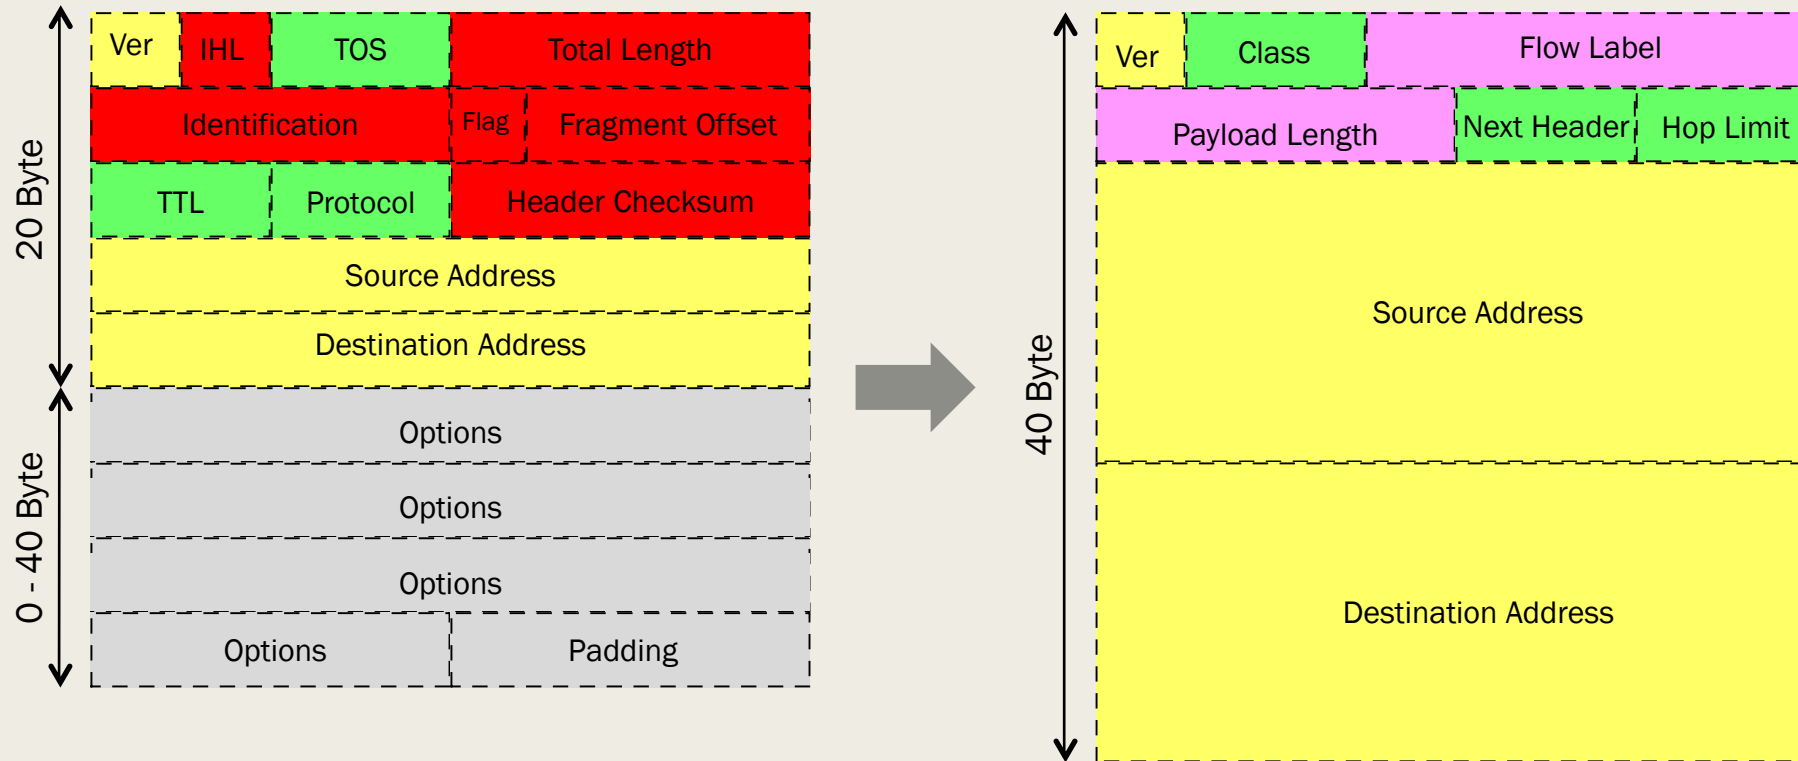 20 Byte
Ver
IHL
TOS
Total Length
Identification
Flag
Fragment Offset
TTL
Protocol
Header Checksum
Source Address
Destination Address
0 - 40 Byte
Options
Options
Options
Options
Padding
40 Byte
Ver
Class
Flow Label
Payload Length
Next Header
Hop Limit
Source Address
Destination Address